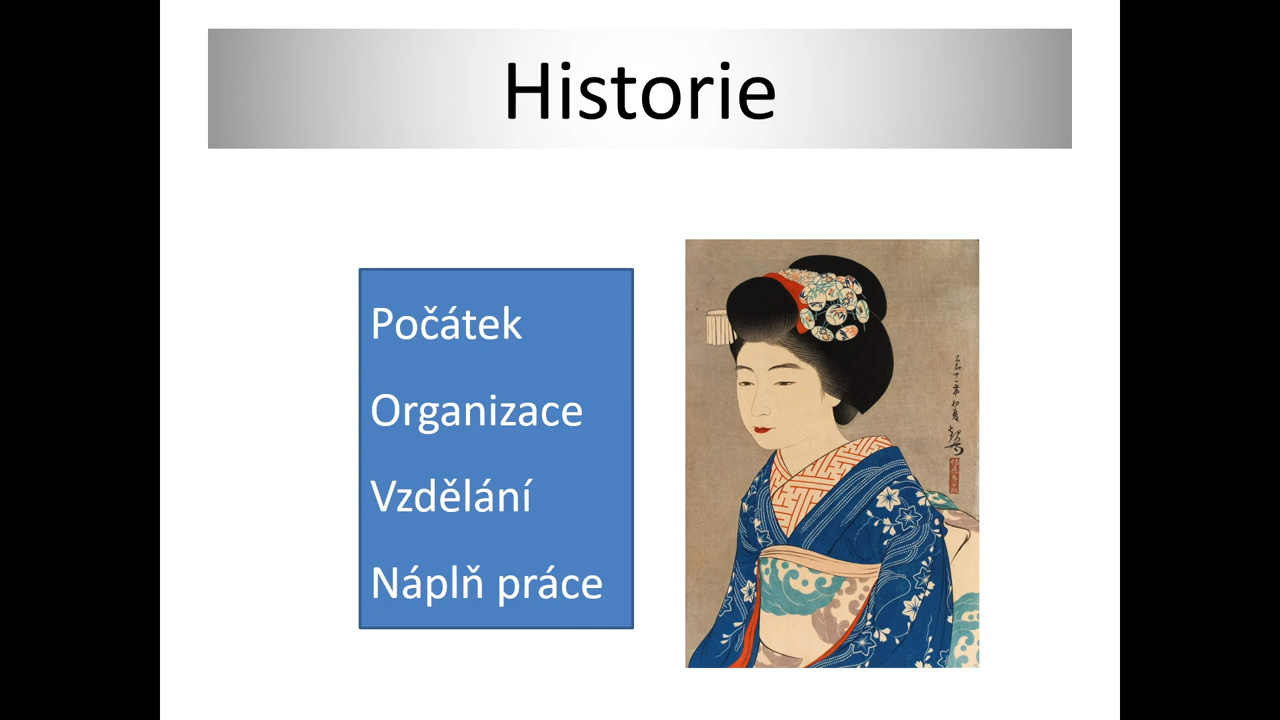 Historie
Počátek
Organizace
Vzdělání
Náplň práce